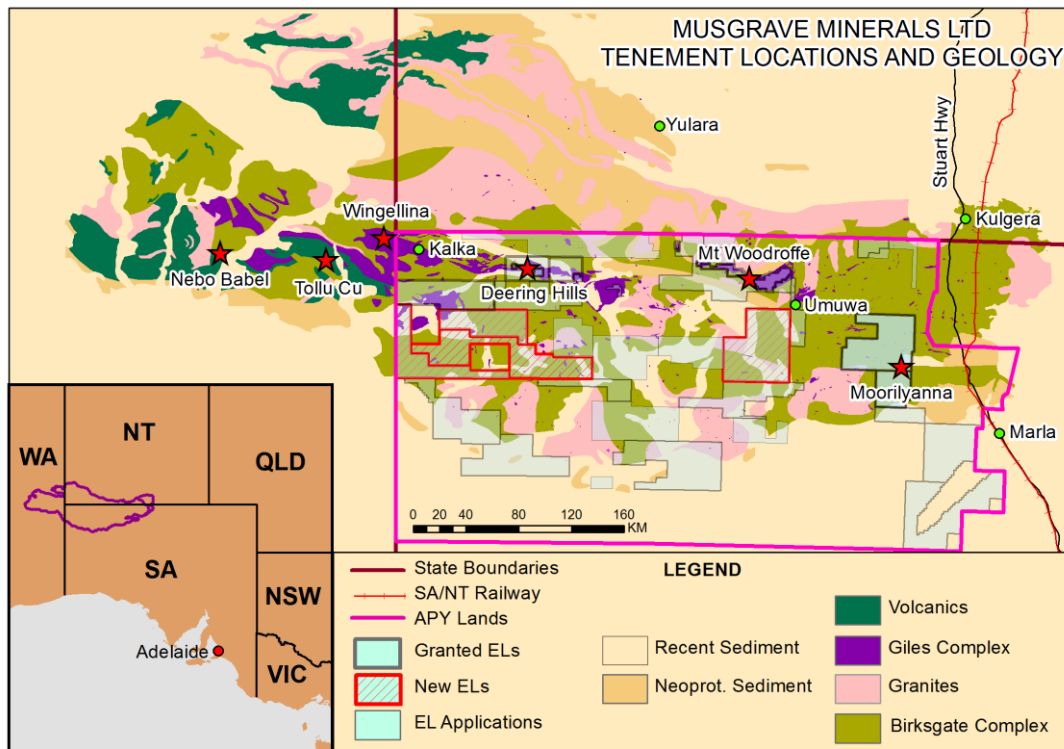 MUSGRAVE MINERALS LTD
TENEMENT LOCATIONS AND GEOLOGY
Yulara
Stuart Hwy
Kulgera
Wingellina
Kalka
Nebo Babel
Tollu Cu
Deering Hills
Mt Woodroffe
Umuwa
Moorilyanna
Marla
0 20 40 80 120 160
KM
WA
NT
QLD
SA
NSW
VIC
Adelaide
LEGEND
State Boundaries
SA/NT Railway
APY Lands
Granted ELs
New ELs
EL Applications
Recent Sediment
Neoprot. Sediment
Volcanics
Giles Complex
Granites
Birksgate Complex